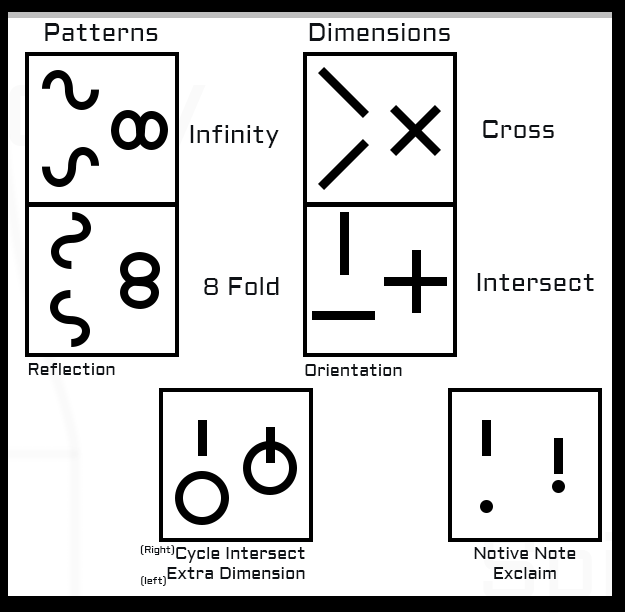 Patterns
Dimensions
Infinity
Cross
8 Fold
Intersect
Reflection
Orientation
(Right)Cycle Intersect
(left)Extra Dimension
Notive Note
Exclaim